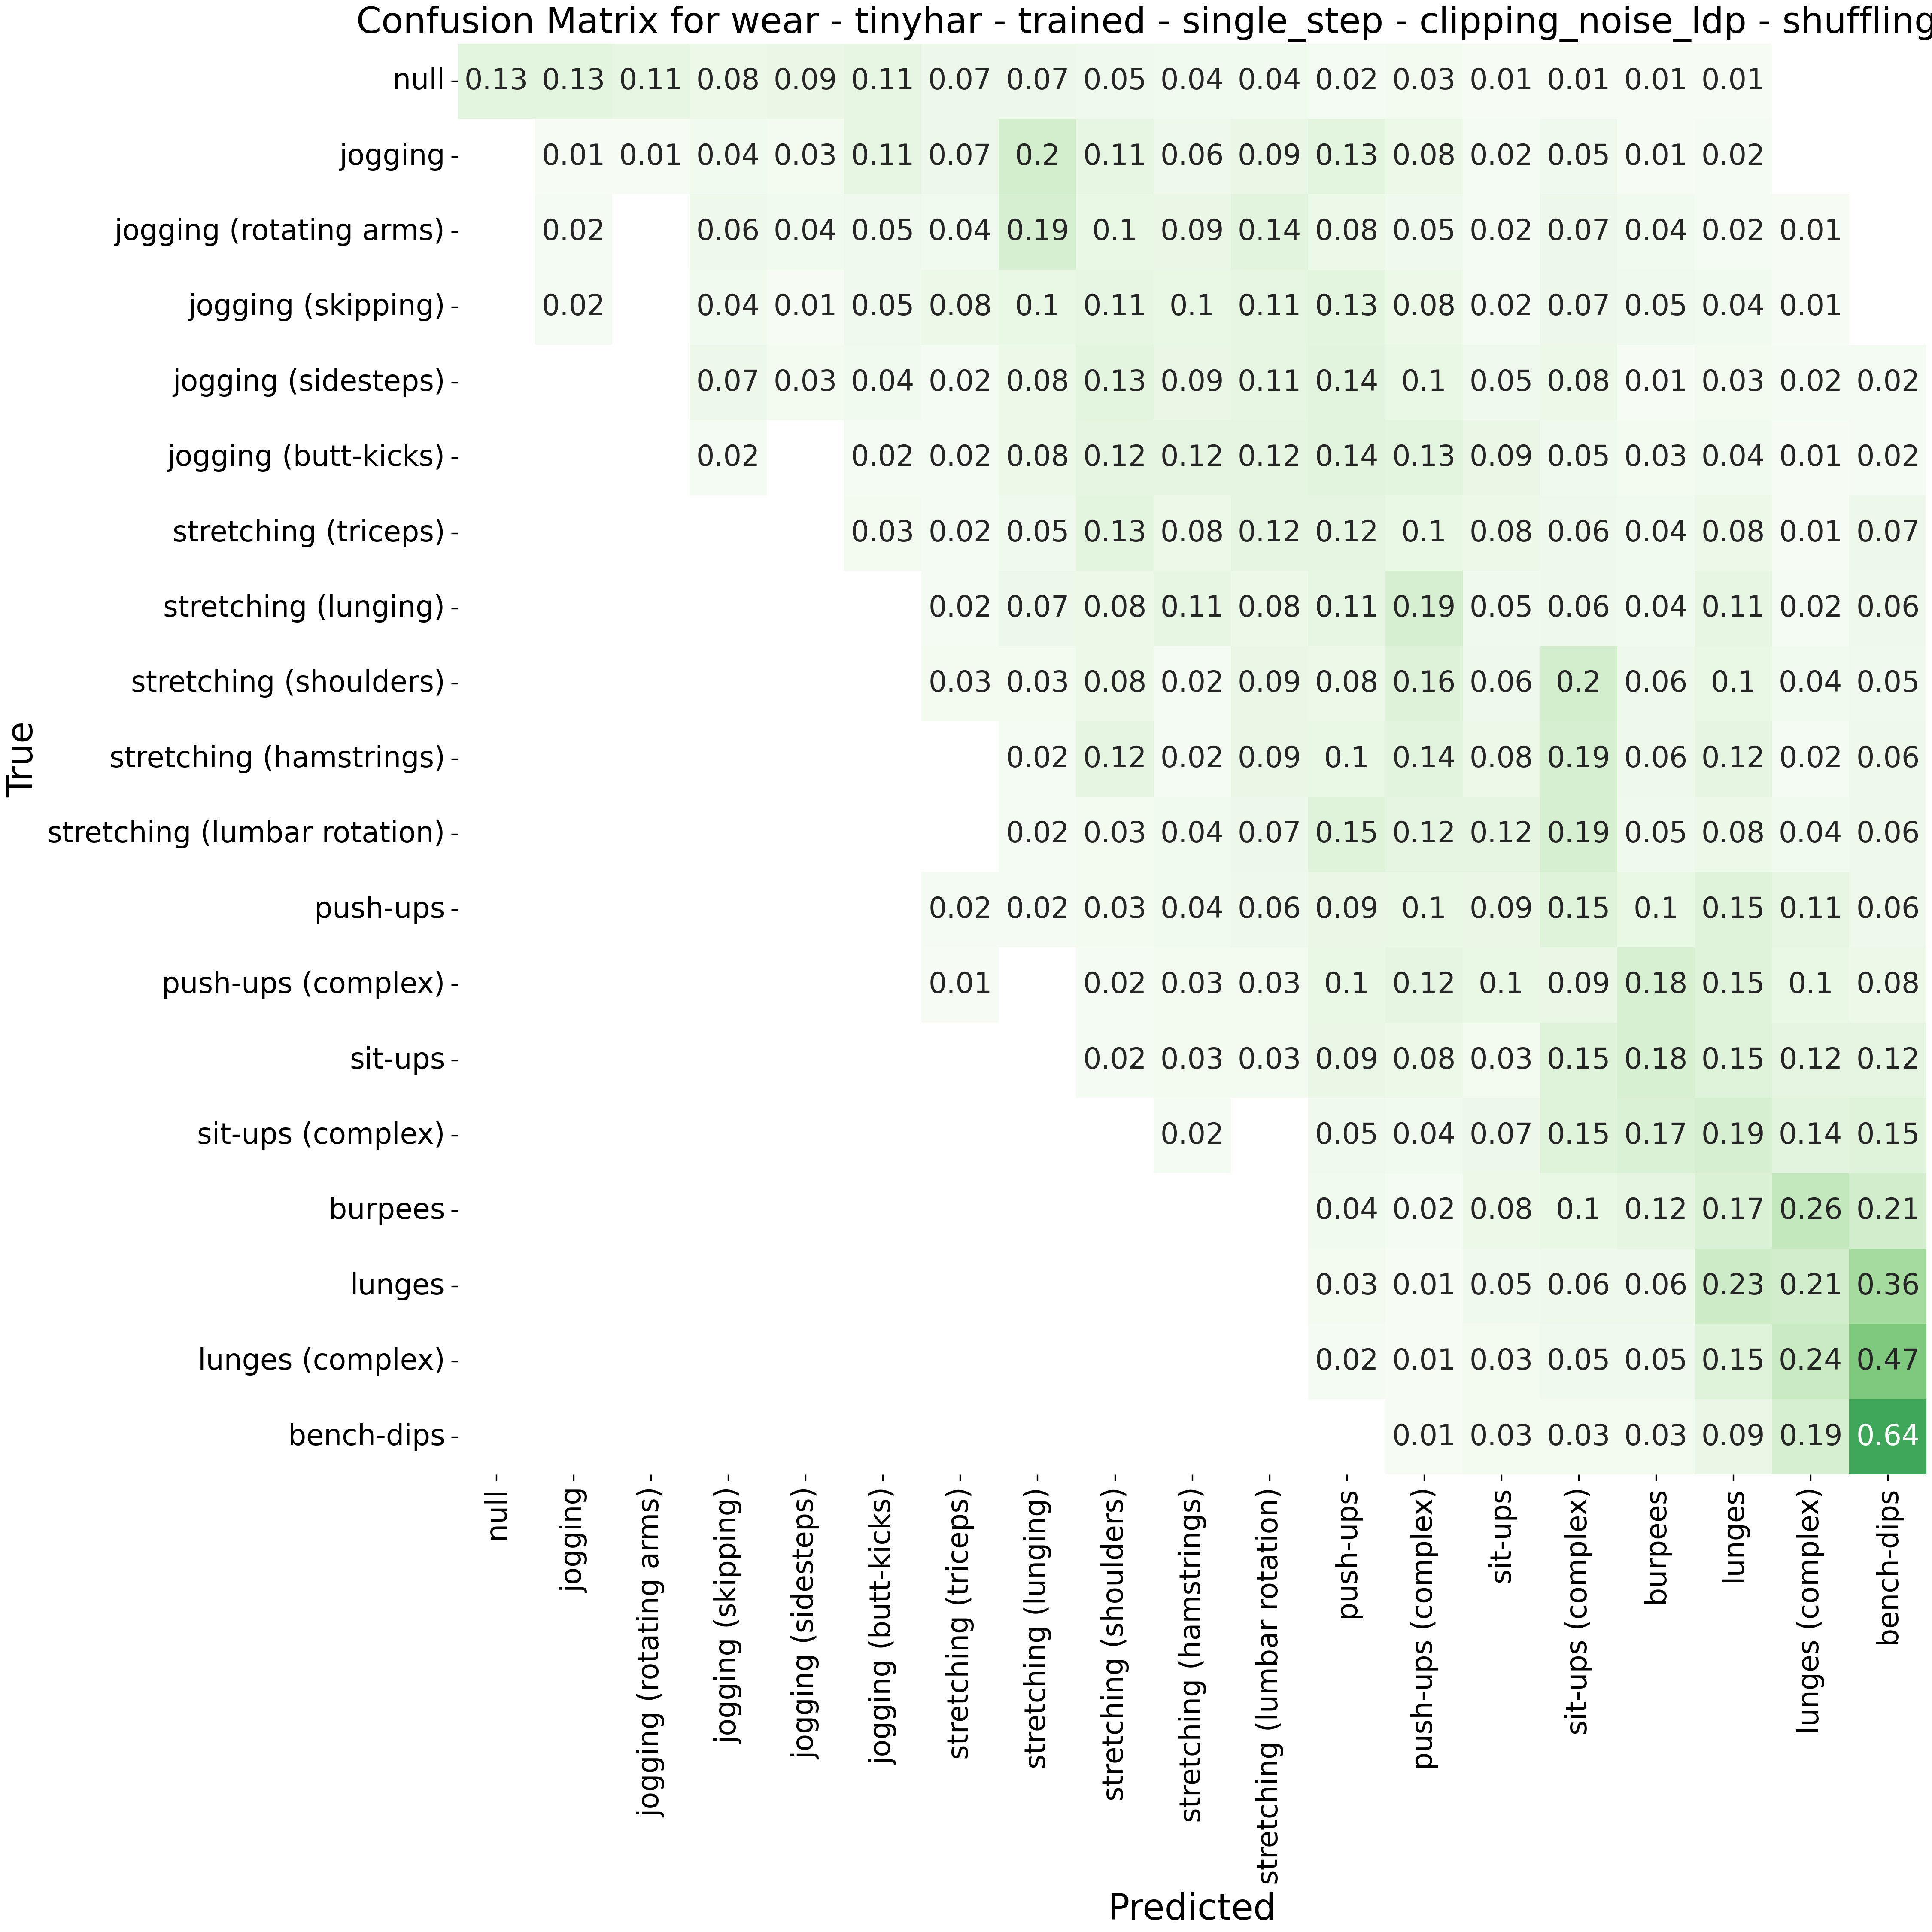 Confusion Matrix for wear - tinyhar - trained - single_step - clipping_noise_ldp - shuffling
null 0.13 0.13 0.11 0.08 0.09 0.11 0.07 0.07 0.05 0.04 0.04 0.02 0.03 0.01 0.01 0.01 0.01
jogging 0.01 0.01 0.04 0.03 0.11 0.07 0.2 0.11 0.06 0.09 0.13 0.08 0.02 0.05 0.01 0.02
jogging (rotating arms) 0.02 0.06 0.04 0.05 0.04 0.19 0.1 0.09 0.14 0.08 0.05 0.02 0.07 0.04 0.02 0.01
jogging (skipping) 0.02 0.04 0.01 0.05 0.08 0.1 0.11 0.1 0.11 0.13 0.08 0.02 0.07 0.05 0.04 0.01
jogging (sidesteps) 0.07 0.03 0.04 0.02 0.08 0.13 0.09 0.11 0.14 0.1 0.05 0.08 0.01 0.03 0.02 0.02
jogging (butt-kicks) 0.02 0.02 0.02 0.08 0.12 0.12 0.12 0.14 0.13 0.09 0.05 0.03 0.04 0.01 0.02
stretching (triceps) 0.03 0.02 0.05 0.13 0.08 0.12 0.12 0.1 0.08 0.06 0.04 0.08 0.01 0.07
stretching (lunging) 0.02 0.07 0.08 0.11 0.08 0.11 0.19 0.05 0.06 0.04 0.11 0.02 0.06
stretching (shoulders) 0.03 0.03 0.08 0.02 0.09 0.08 0.16 0.06 0.2 0.06 0.1 0.04 0.05
stretching (hamstrings) 0.02 0.12 0.02 0.09 0.1 0.14 0.08 0.19 0.06 0.12 0.02 0.06
stretching (lumbar rotation) 0.02 0.03 0.04 0.07 0.15 0.12 0.12 0.19 0.05 0.08 0.04 0.06
push-ups 0.02 0.02 0.03 0.04 0.06 0.09 0.1 0.09 0.15 0.1 0.15 0.11 0.06
push-ups (complex) 0.01 0.02 0.03 0.03 0.1 0.12 0.1 0.09 0.18 0.15 0.1 0.08
sit-ups 0.02 0.03 0.03 0.09 0.08 0.03 0.15 0.18 0.15 0.12 0.12
sit-ups (complex) 0.02 0.05 0.04 0.07 0.15 0.17 0.19 0.14 0.15
burpees 0.04 0.02 0.08 0.1 0.12 0.17 0.26 0.21
lunges 0.03 0.01 0.05 0.06 0.06 0.23 0.21 0.36
lunges (complex) 0.02 0.01 0.03 0.05 0.05 0.15 0.24 0.47
bench-dips 0.01 0.03 0.03 0.03 0.09 0.19 0.64
True
null
jogging
jogging (rotating arms)
jogging (skipping)
jogging (sidesteps)
jogging (butt-kicks)
stretching (triceps)
stretching (lunging)
stretching (shoulders)
stretching (hamstrings)
stretching (lumbar rotation)
push-ups
push-ups (complex)
sit-ups
sit-ups (complex)
burpees
lunges
lunges (complex)
bench-dips
Predicted